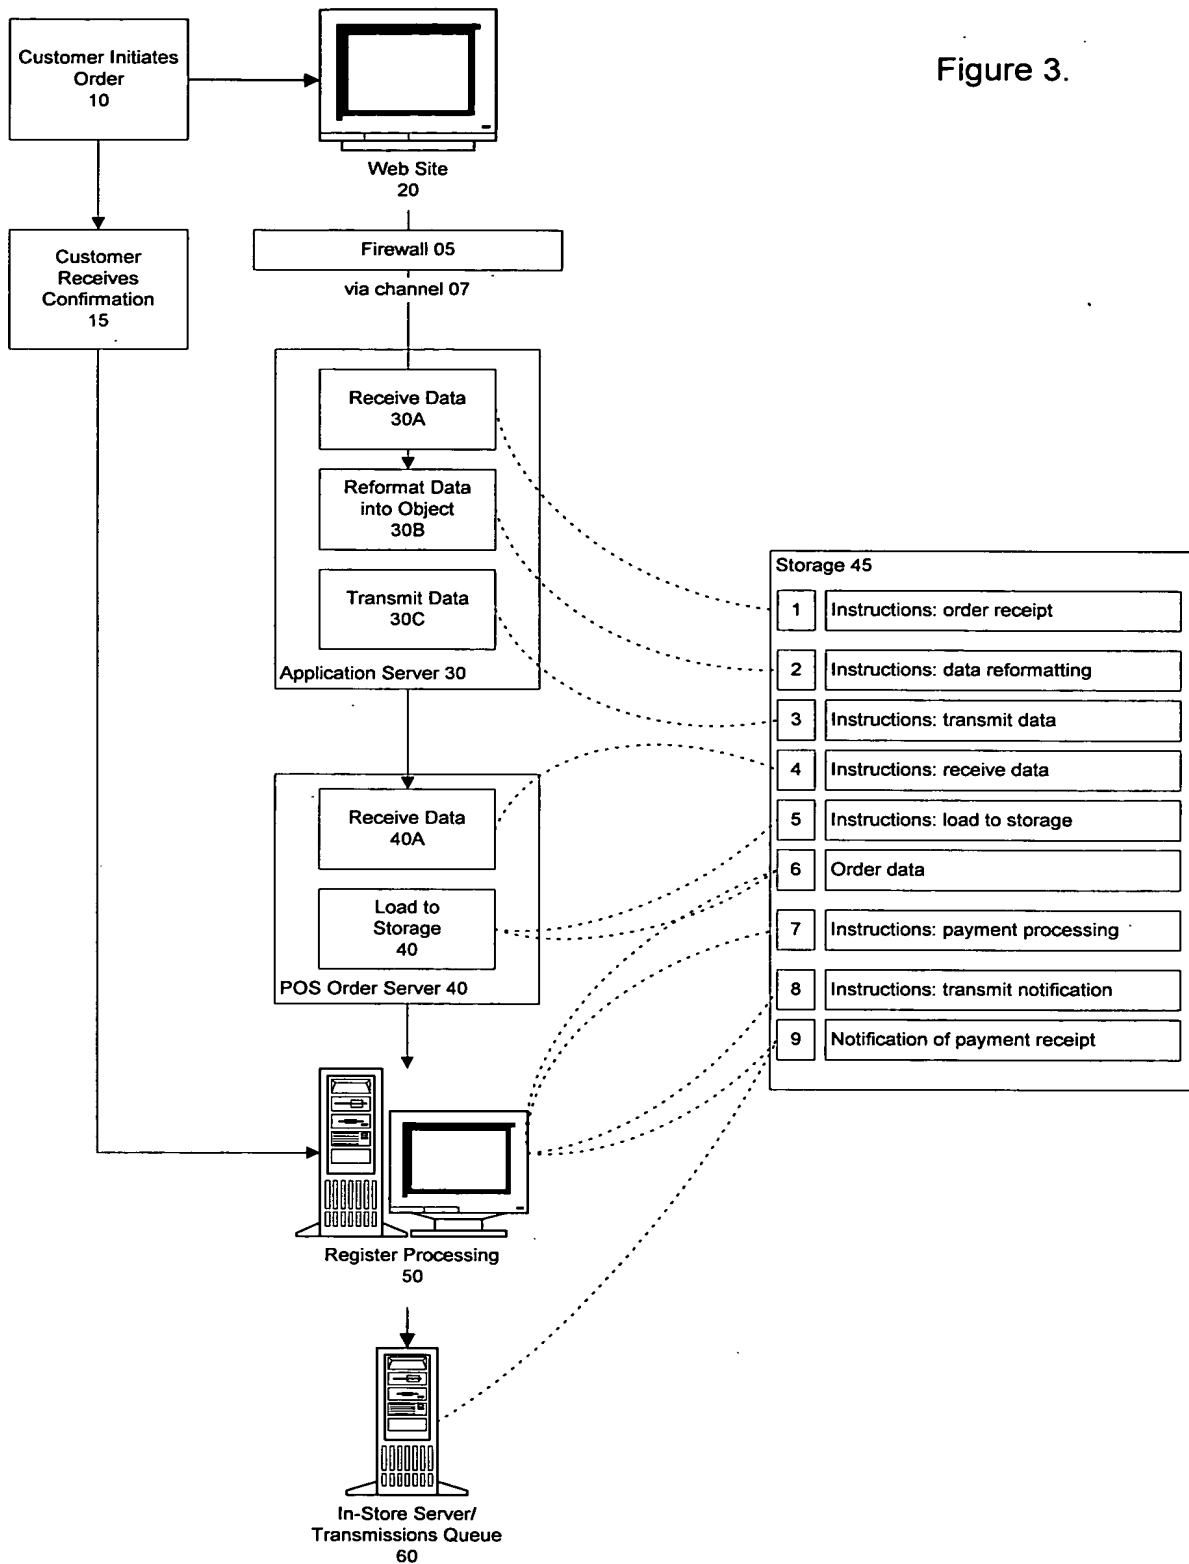 Figure 3.
Customer Initiates
Order
10
Web Site
20
Customer
Receives
Confirmation
15
Firewall 05
via channel 07
Receive Data
30A
Reformat Data
into Object
30B
Transmit Data
30C
Application Server 30
Receive Data
40A
Load to
Storage
40
POS Order Server 40
Register Processing
50
In-Store Server/
Transmissions Queue
60
Storage 45
1 Instructions: order receipt
2 Instructions: data reformatting
3 Instructions: transmit data
4 Instructions: receive data
5 Instructions: load to storage
6 Order data
7 Instructions: payment processing
8 Instructions: transmit notification
9 Notification of payment receipt